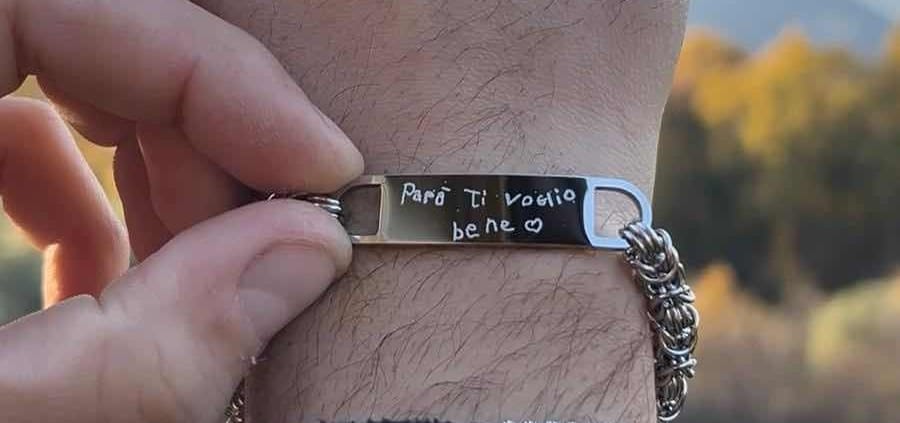 Papà Ti voglio
bene ♡